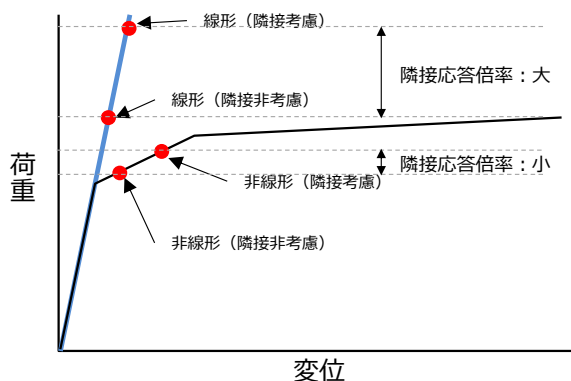 線形（隣接考慮）
隣接応答倍率：大
線形（隣接非考慮）
荷重
隣接応答倍率：小
非線形（隣接考慮）
非線形（隣接非考慮）
変位